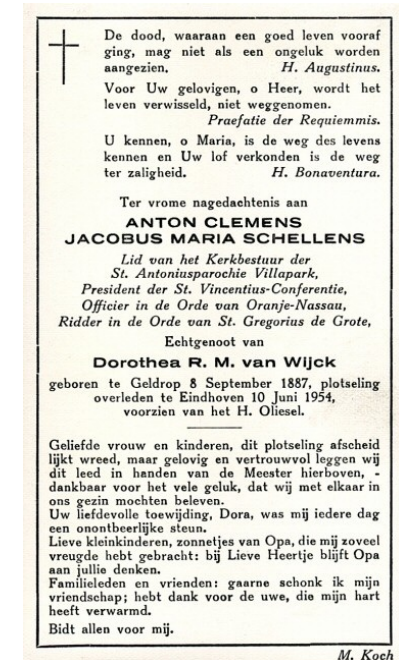 De dood, waaraan een goed leven vooraf
ging, mag niet als een ongeluk worden
aangezien. H. Augustinus.
Voor Uw gelovigen, o Heer, wordt het
leven verwisseld, niet weggenomen.
Praefatie der Requiemmis.
U kennen, o Maria, is de weg des levens
kennen en Uw lof verkonden is de weg
ter zaligheid. H. Bonaventura.
Ter vrome nagedachtenis aan
ANTON CLEMENS
JACOBUS MARIA SCHELLENS
Lid van het Kerkbestuur der
St. Antoniusparochie Villapark,
President der St. Vincentius-Conferentie,
Officier in de Orde van Oranje-Nassau,
Ridder in de Orde van St. Gregorius de Grote,
Echtgenoot van
Dorothea R. M. van Wijck
geboren te Geldrop 8 September 1887, plotseling
overleden te Eindhoven 10 Juni 1954,
voorzien van het H. Oliesel.
Geliefde vrouw en kinderen, dit plotseling afscheid
lijkt wreed, maar gelovig en vertrouwvol leggen wij
dit leed in handen van de Meester hierboven, -
dankbaar voor het vele geluk, dat wij met elkaar in
ons gezin mochten beleven.
Uw liefdevolle toewijding, Dora, was mij iedere dag
een onontbeerlijke steun.
Lieve kleinkinderen, zonnetjes van Opa, die mij zoveel
vreugde hebt gebracht: bij Lieve Heertje blijft Opa
aan jullie denken.
Familieleden en vrienden: gaarne schonk ik mijn
vriendschap; hebt dank voor de uwe, die mijn hart
heeft verwarmd.
Bidt allen voor mij.
M. Koch